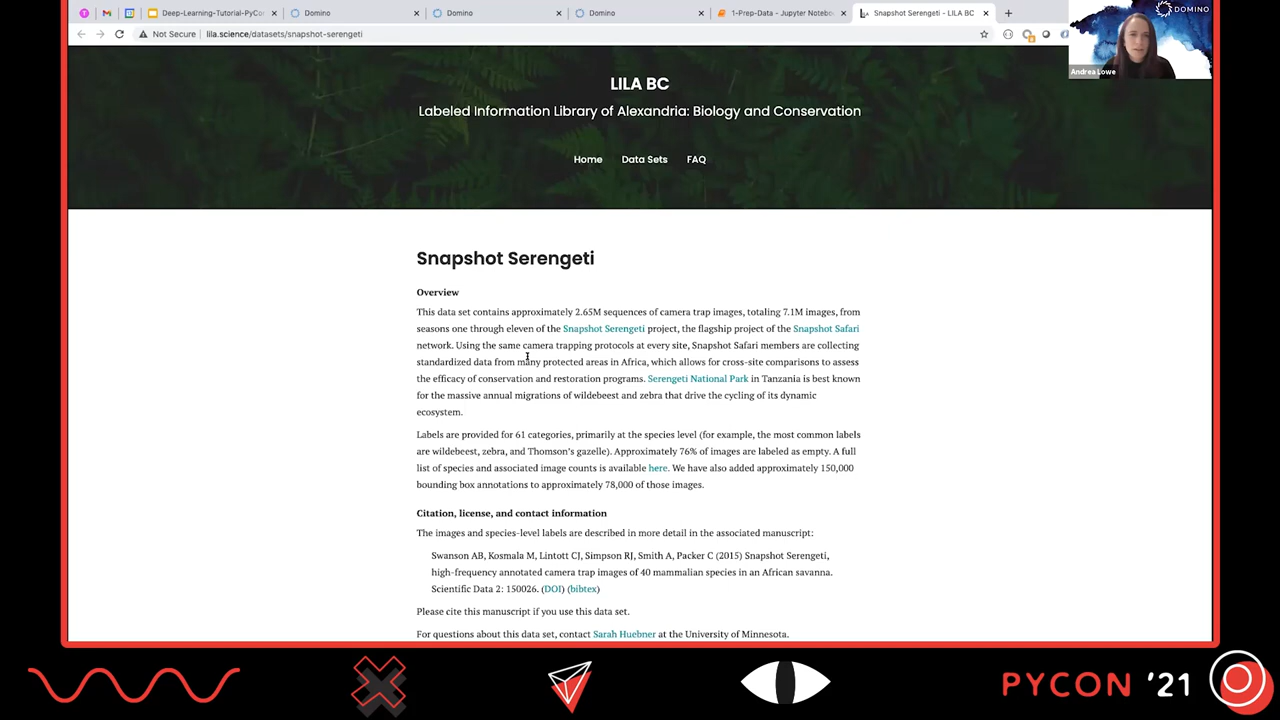 Deep-Learning-Tutorial-PyCon
Domino
Domino
Domino
1-Prep-Data - Jupyter Notebo
Snapshot Serengeti - LILA BC
Not Secure
lila.science/datasets/snapshot-serengeti
DOMINO
Andrea Lowe
LILA BC
Labeled Information Library of Alexandria: Biology and Conservation
Home
Data Sets
FAQ
Snapshot Serengeti
Overview
This data set contains approximately 2.65M sequences of camera trap images, totaling 7.1M images, from
seasons one through eleven of the Snapshot Serengeti project, the flagship project of the Snapshot Safari
network. Using the same camera trapping protocols at every site, Snapshot Safari members are collecting
standardized data from many protected areas in Africa, which allows for cross-site comparisons to assess
the efficacy of conservation and restoration programs. Serengeti National Park in Tanzania is best known
for the massive annual migrations of wildebeest and zebra that drive the cycling of its dynamic
ecosystem.
Labels are provided for 61 categories, primarily at the species level (for example, the most common labels
are wildebeest, zebra, and Thomson's gazelle). Approximately 76% of images are labeled as empty. A full
list of species and associated image counts is available here. We have also added approximately 150,000
bounding box annotations to approximately 78,000 of those images.
Citation, license, and contact information
The images and species-level labels are described in more detail in the associated manuscript:
Swanson AB, Kosmala M, Lintott CJ, Simpson RJ, Smith A, Packer C (2015) Snapshot Serengeti,
high-frequency annotated camera trap images of 40 mammalian species in an African savanna.
Scientific Data 2: 150026. (DOI) (bibtex)
Please cite this manuscript if you use this data set.
For questions about this data set, contact Sarah Huebner at the University of Minnesota.
PYCON '21